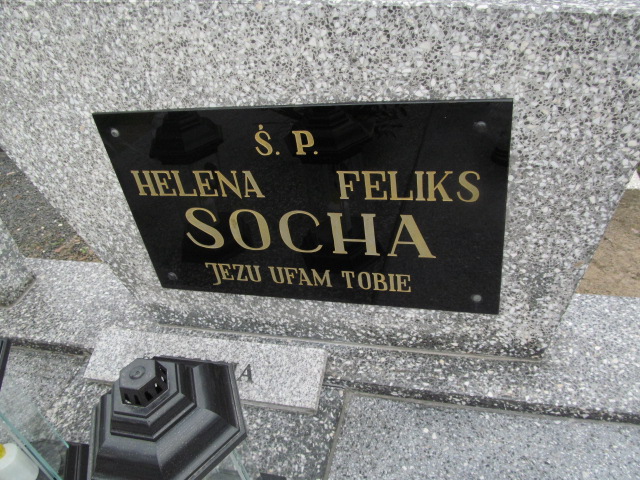 Ś. P.
HELENA FELIKS
SOCHA
JEZU UFAM TOBIE